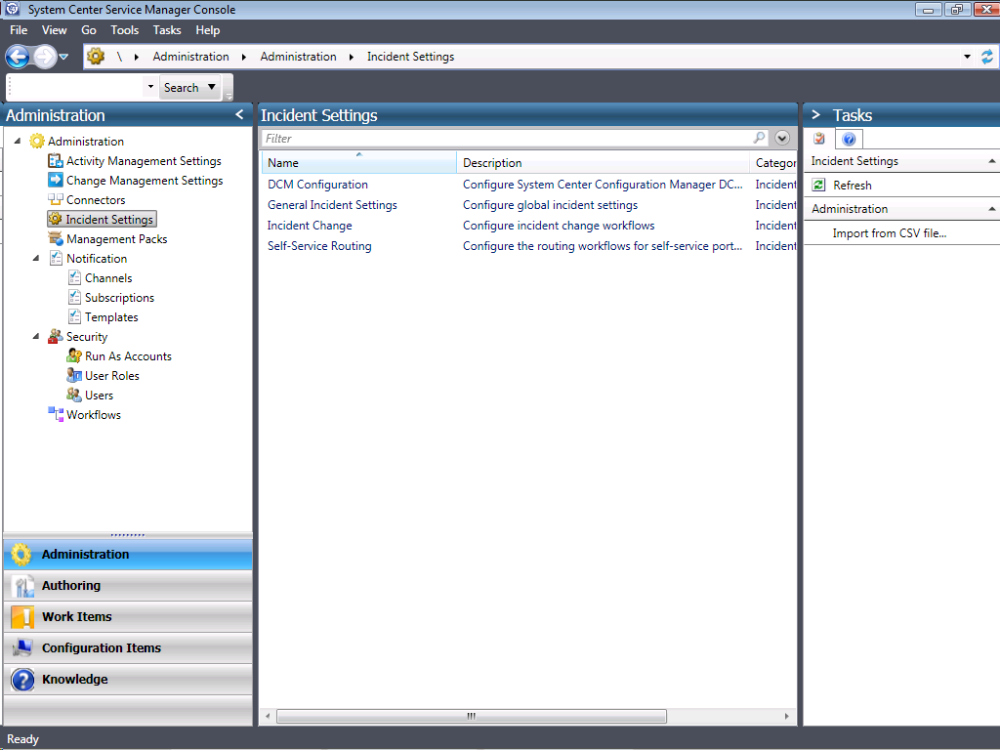 System Center Service Manager Console
File View Go Tools Tasks Help
\ Administration Administration Incident Settings
Search
Administration
Administration
Activity Management Settings
Change Management Settings
Connectors
Incident Settings
Management Packs
Notification
Channels
Subscriptions
Templates
Security
Run As Accounts
User Roles
Users
Workflows
Administration
Authoring
Work Items
Configuration Items
Knowledge
Incident Settings
Filter
Name Description Categor
DCM Configuration Configure System Center Configuration Manager DC... Incident
General Incident Settings Configure global incident settings Incident
Incident Change Configure incident change workflows Incident
Self-Service Routing Configure the routing workflows for self-service port... Incident
Tasks
Incident Settings
Refresh
Administration
Import from CSV file...
Ready